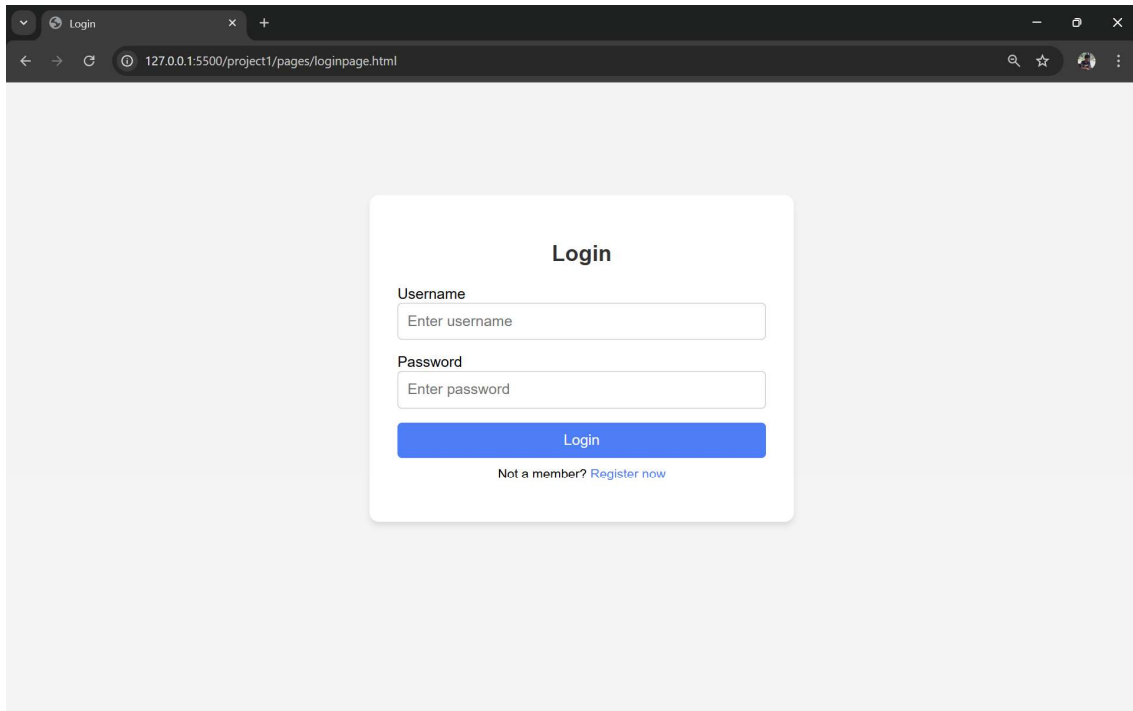 Login
127.0.0.1:5500/project1/pages/loginpage.html
Login
Username
Enter username
Password
Enter password
Login
Not a member? Register now